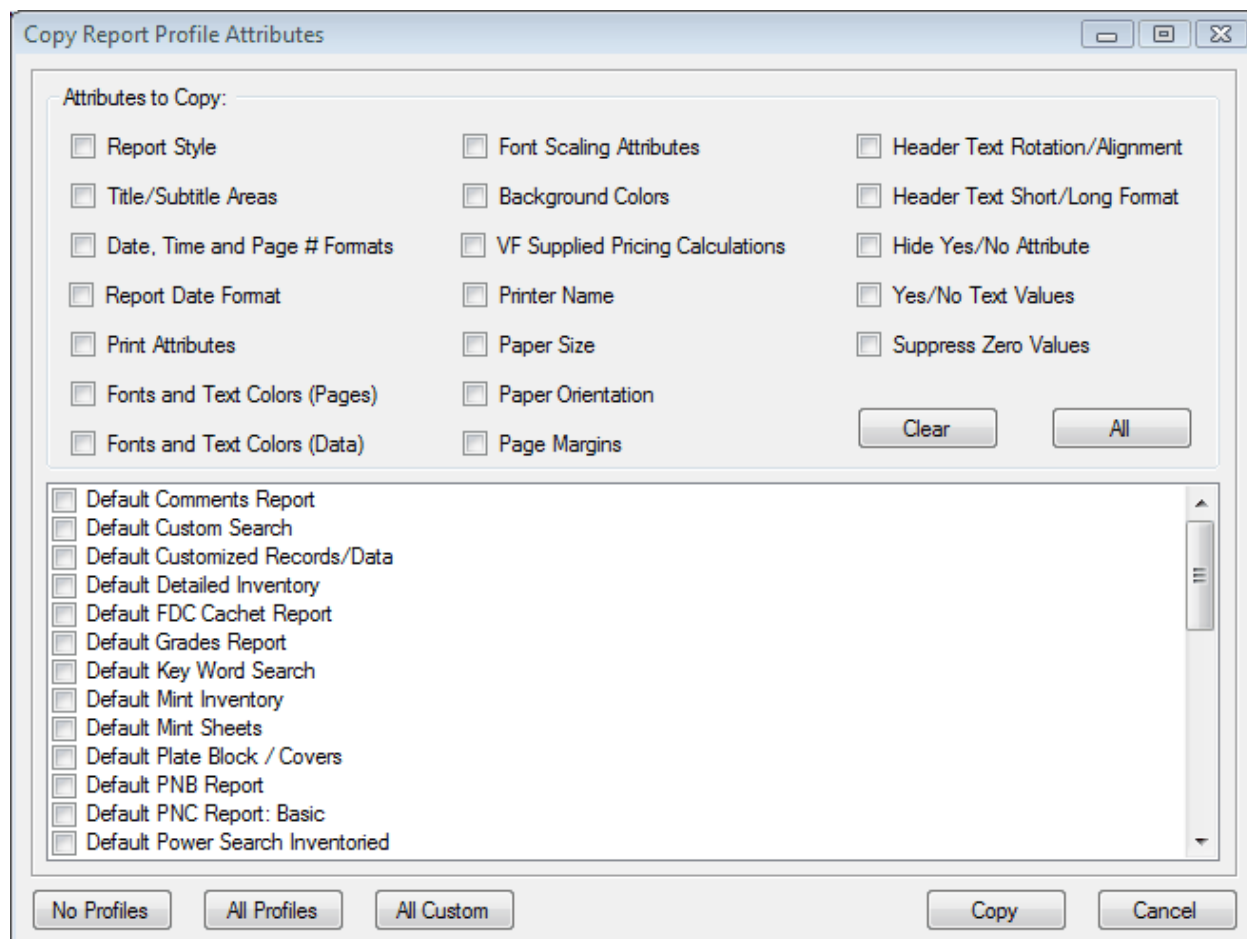 Copy Report Profile Attributes
Attributes to Copy:
Report Style
Title/Subtitle Areas
Date, Time and Page # Formats
Report Date Format
Print Attributes
Fonts and Text Colors (Pages)
Fonts and Text Colors (Data)
Font Scaling Attributes
Background Colors
VF Supplied Pricing Calculations
Printer Name
Paper Size
Paper Orientation
Page Margins
Header Text Rotation/Alignment
Header Text Short/Long Format
Hide Yes/No Attribute
Yes/No Text Values
Suppress Zero Values
Clear
All
Default Comments Report
Default Custom Search
Default Customized Records/Data
Default Detailed Inventory
Default FDC Cachet Report
Default Grades Report
Default Key Word Search
Default Mint Inventory
Default Mint Sheets
Default Plate Block / Covers
Default PNB Report
Default PNC Report: Basic
Default Power Search Inventoried
No Profiles
All Profiles
All Custom
Copy
Cancel